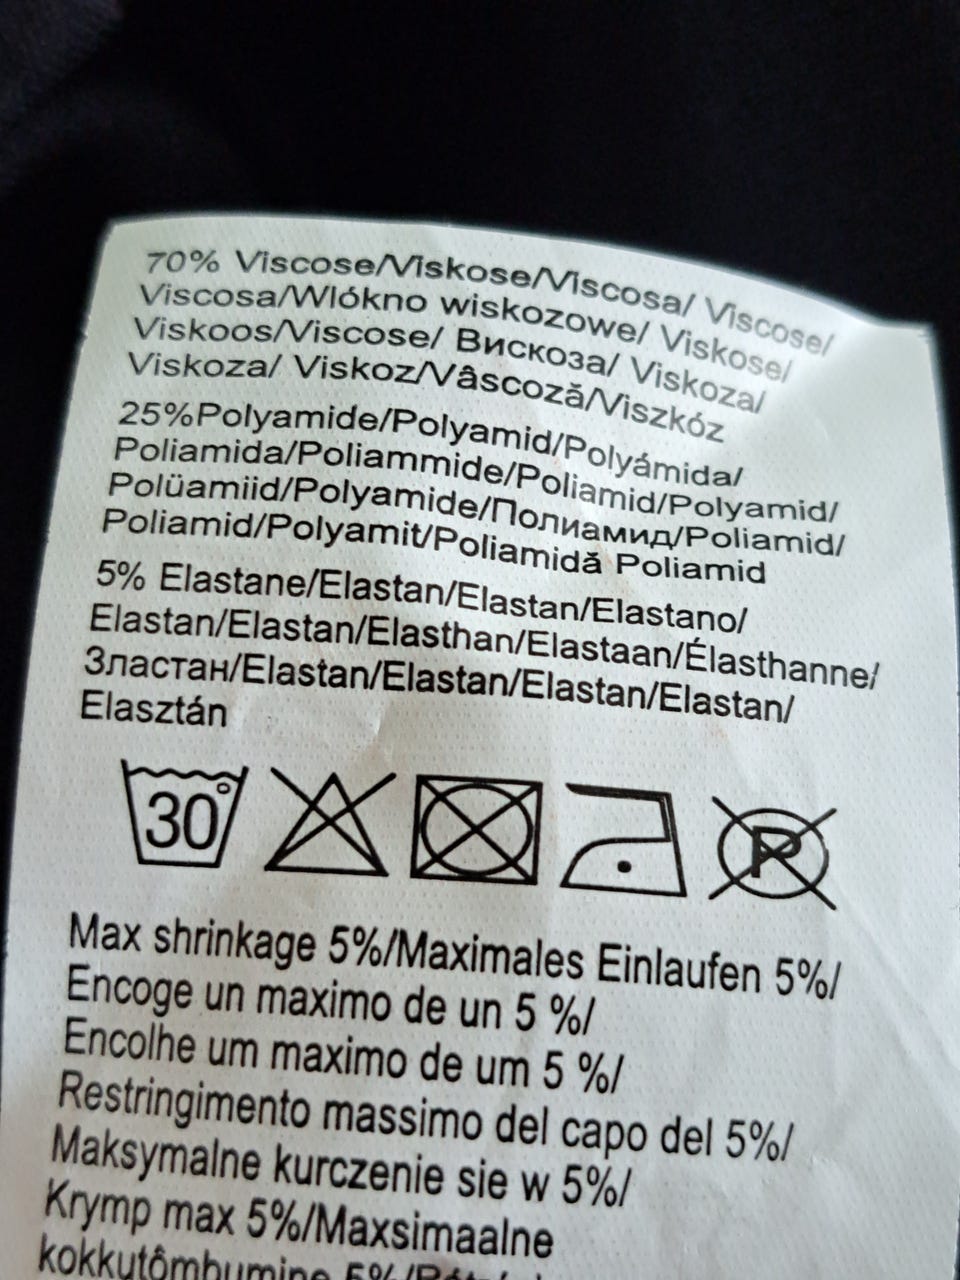 70% Viscose/Viskose/Viscosa/ Viscose/
Viscosa/Wlókno wiskozowe/ Viskose/
Viskoos/Viscose/ Вискоза/ Viskoza/
Viskoza/ Viskoz/Vâscoză/Viszkóz
25%Polyamide/Polyamid/Polyámida/
Poliamida/Poliammide/Poliamid/Polyamid/
Polüamiid/Polyamide/Полиамид/Poliamid/
Poliamid/Polyamit/Poliamidă Poliamid
5% Elastane/Elastan/Elastan/Elastano/
Elastan/Elastan/Elasthan/Elastaan/Élasthanne/
Зластан/Elastan/Elastan/Elastan/Elastan/
Elasztán
30° P
Max shrinkage 5%/Maximales Einlaufen 5%/
Encoge un maximo de un 5 %/
Encolhe um maximo de um 5 %/
Restringimento massimo del capo del 5%/
Maksymalne kurczenie sie w 5%/
Krymp max 5%/Maxsimaalne
kokkutômbumine 5%/